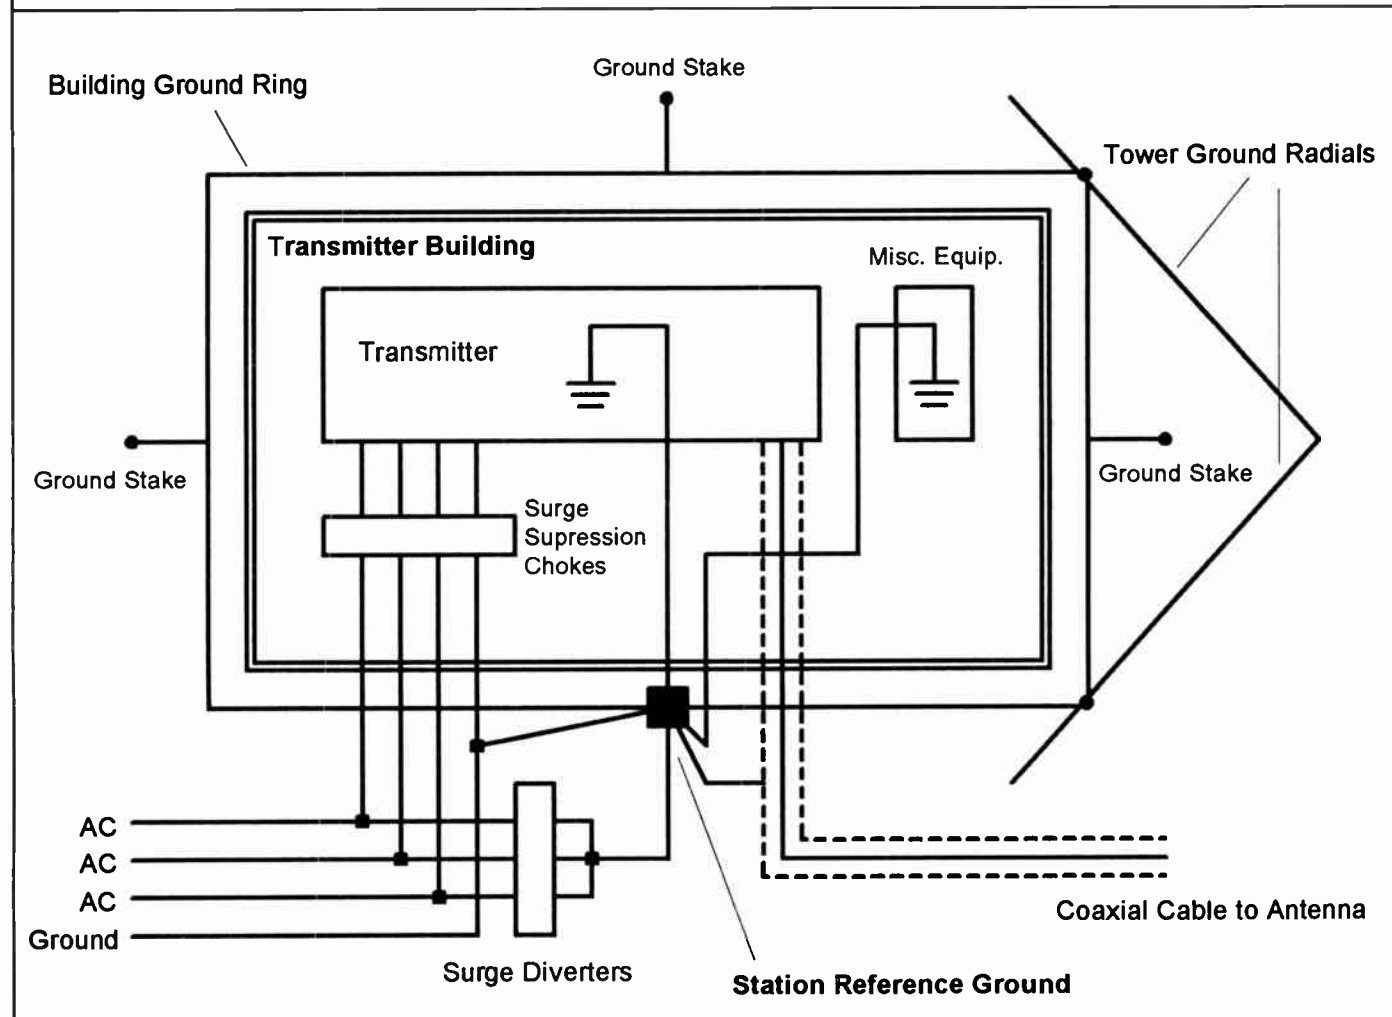 Ground Stake
Building Ground Ring
Tower Ground Radials
Transmitter Building
Misc. Equip.
Transmitter
Ground Stake
Ground Stake
Surge
Supression
Chokes
AC
AC
AC
Ground
Coaxial Cable to Antenna
Surge Diverters
Station Reference Ground